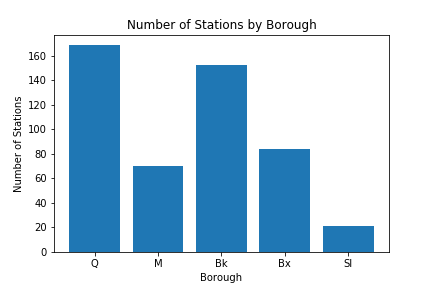 Number of Stations by Borough
Number of Stations
160
140
120
100
80
60
40
20
0
Q M Bk Bx SI
Borough